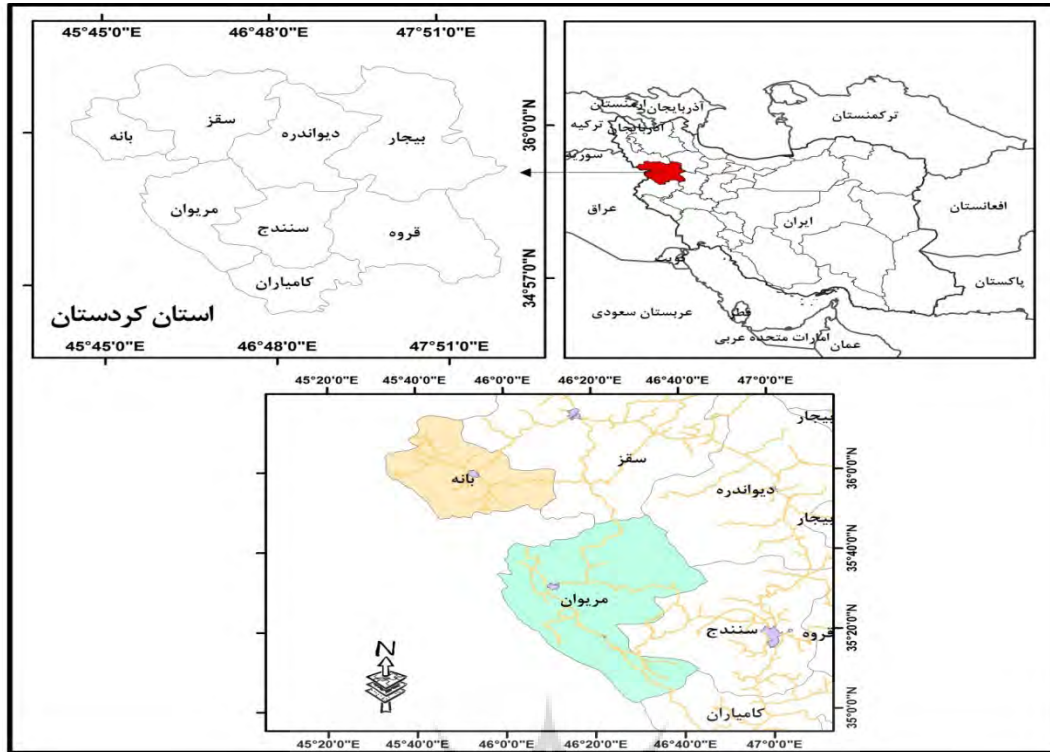 45°45'0"E 46°48'0"E 47°51'0"E
36°0'0"N
34°57'0"N
سقز
بانه
دیواندره
بیجار
مریوان
سنندج
قروه
کامیاران
استان کردستان
45°45'0"E 46°48'0"E 47°51'0"E
ارمنستان
آذربایجان
آذربایجان
ترکیه
ترکمنستان
عراق
ایران
افغانستان
پاکستان
کویت
عربستان سعودی
قطر
امارات متحده عربی
عمان
45°20'0"E 45°40'0"E 46°0'0"E 46°20'0"E 46°40'0"E 47°0'0"E
36°0'0"N
35°40'0"N
35°20'0"N
35°0'0"N
بیجار
سقز
بانه
دیواندره
بیجار
مریوان
سنندج
قروه
کامیاران
N
45°20'0"E 45°40'0"E 46°0'0"E 46°20'0"E 46°40'0"E 47°0'0"E